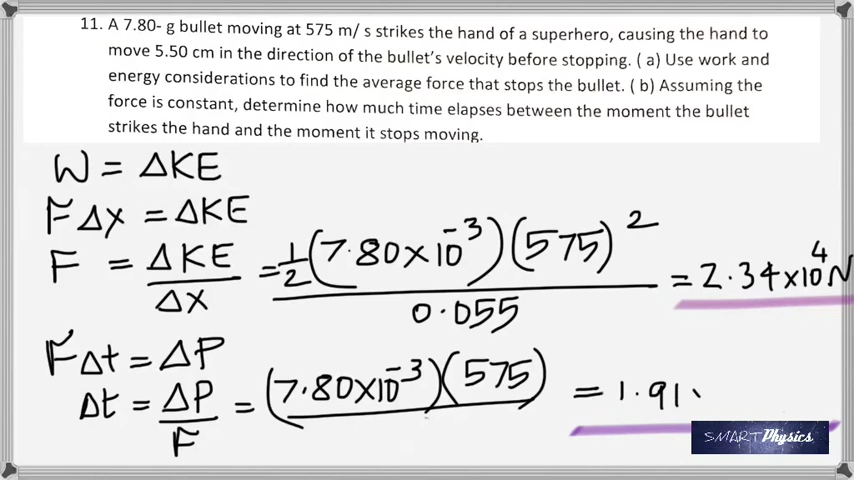 11. A 7.80- g bullet moving at 575 m/ s strikes the hand of a superhero, causing the hand to
move 5.50 cm in the direction of the bullet's velocity before stopping. ( a) Use work and
energy considerations to find the average force that stops the bullet. ( b) Assuming the
force is constant, determine how much time elapses between the moment the bullet
strikes the hand and the moment it stops moving.
W = ΔKE
FΔx = ΔKE
F = ΔKE/Δx = 1/2 (7.80×10⁻³)(575)²/0.055 = 2.34×10⁴N
FΔt = ΔP
Δt = ΔP/F = (7.80×10⁻³)(575) = 1.91
SMART Physics